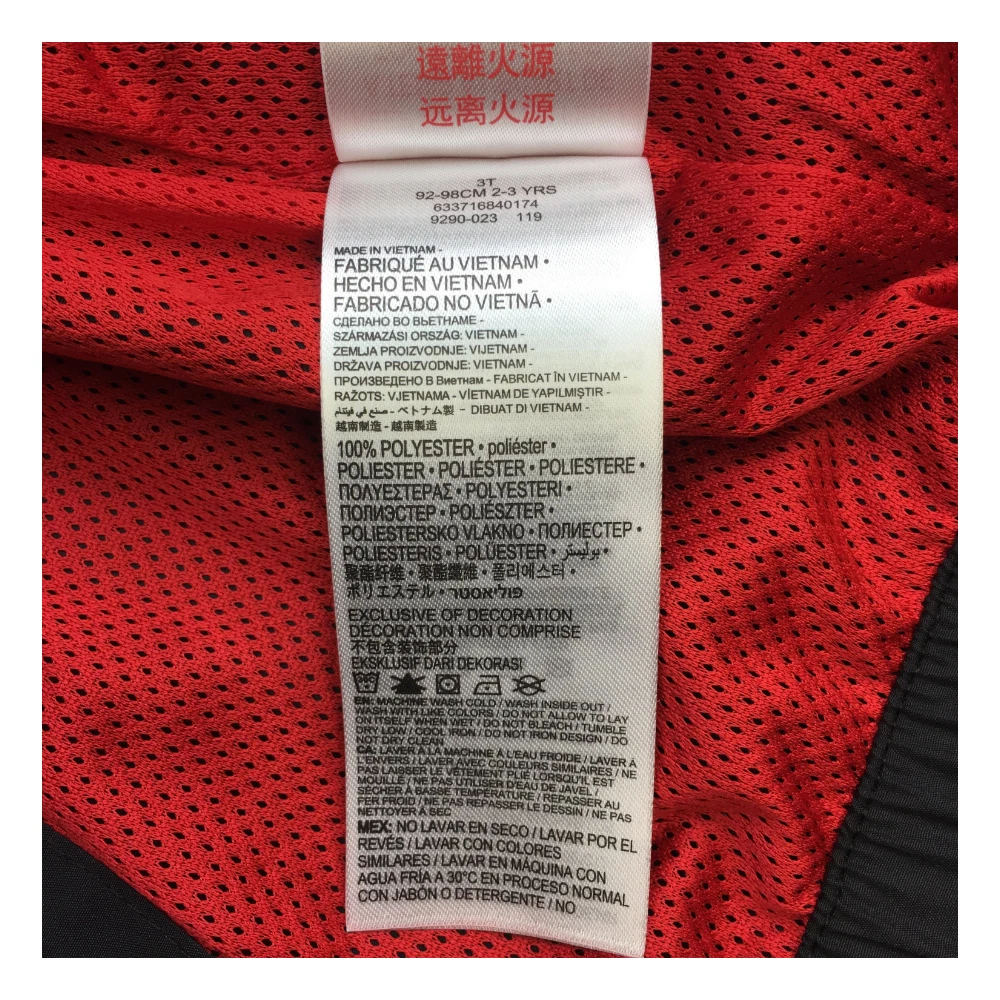 遠離火源
远离火源
3T
92-98CM 2-3 YRS
633716840174
9290-023 119
MADE IN VIETNAM -
FABRIQUÉ AU VIETNAM •
HECHO EN VIETNAM •
FABRICADO NO VIETNÃ •
СДЕЛАНО ВО ВЬЕТНАМЕ -
SZÁRMAZÁSI ORSZÁG: VIETNAM -
ZEMLJA PROIZVODNJE: VIJETNAM -
DRŽAVA PROIZVODNJE: VIETNAM -
ПРОИЗВЕДЕНО В Виетнам - FABRICAT ÎN VIETNAM -
RAŽOTS: VJETNAMA - VİETNAM DE YAPILMIŞTIR -
صنع في فيتنام - ベトナム製 - DIBUAT DI VIETNAM -
越南制造 - 越南製造
100% POLYESTER • poliéster •
POLIESTER • POLIÉSTER • POLIESTERE •
ΠΟΛΥΕΣΤΕΡΑΣ • POLYESTERI •
ПОЛИЭСТЕР • POLIÉSZTER •
POLIESTERSKO VLAKNO • ПОЛИЕСТЕР •
POLIESTERIS • POLÜESTER • بوليستر •
聚酯纤维 • 聚酯纖維 • 폴리에스터 •
ポリエステル • פוליאסטר
EXCLUSIVE OF DECORATION
DÉCORATION NON COMPRISE
不包含装饰部分
EKSKLUSIF DARI DEKORASI
EN: MACHINE WASH COLD / WASH INSIDE OUT /
WASH WITH LIKE COLORS / DO NOT ALLOW TO LAY
ON ITSELF WHEN WET / DO NOT BLEACH / TUMBLE
DRY LOW / COOL IRON / DO NOT IRON DESIGN / DO
NOT DRY CLEAN
CA: LAVER À LA MACHINE À L'EAU FROIDE / LAVER À
L'ENVERS / LAVER AVEC COULEURS SIMILAIRES / NE
PAS LAISSER LE VÊTEMENT PLIÉ LORSQU'IL EST
MOUILLÉ / NE PAS UTILISER D'EAU DE JAVEL /
SÉCHER À BASSE TEMPÉRATURE / REPASSER AU
FER FROID / NE PAS REPASSER LE DESSIN / NE PAS
NETTOYER À SEC
MEX: NO LAVAR EN SECO / LAVAR POR EL
REVÉS / LAVAR CON COLORES
SIMILARES / LAVAR EN MÁQUINA CON
AGUA FRÍA A 30°C EN PROCESO NORMAL
CON JABÓN O DETERGENTE / NO